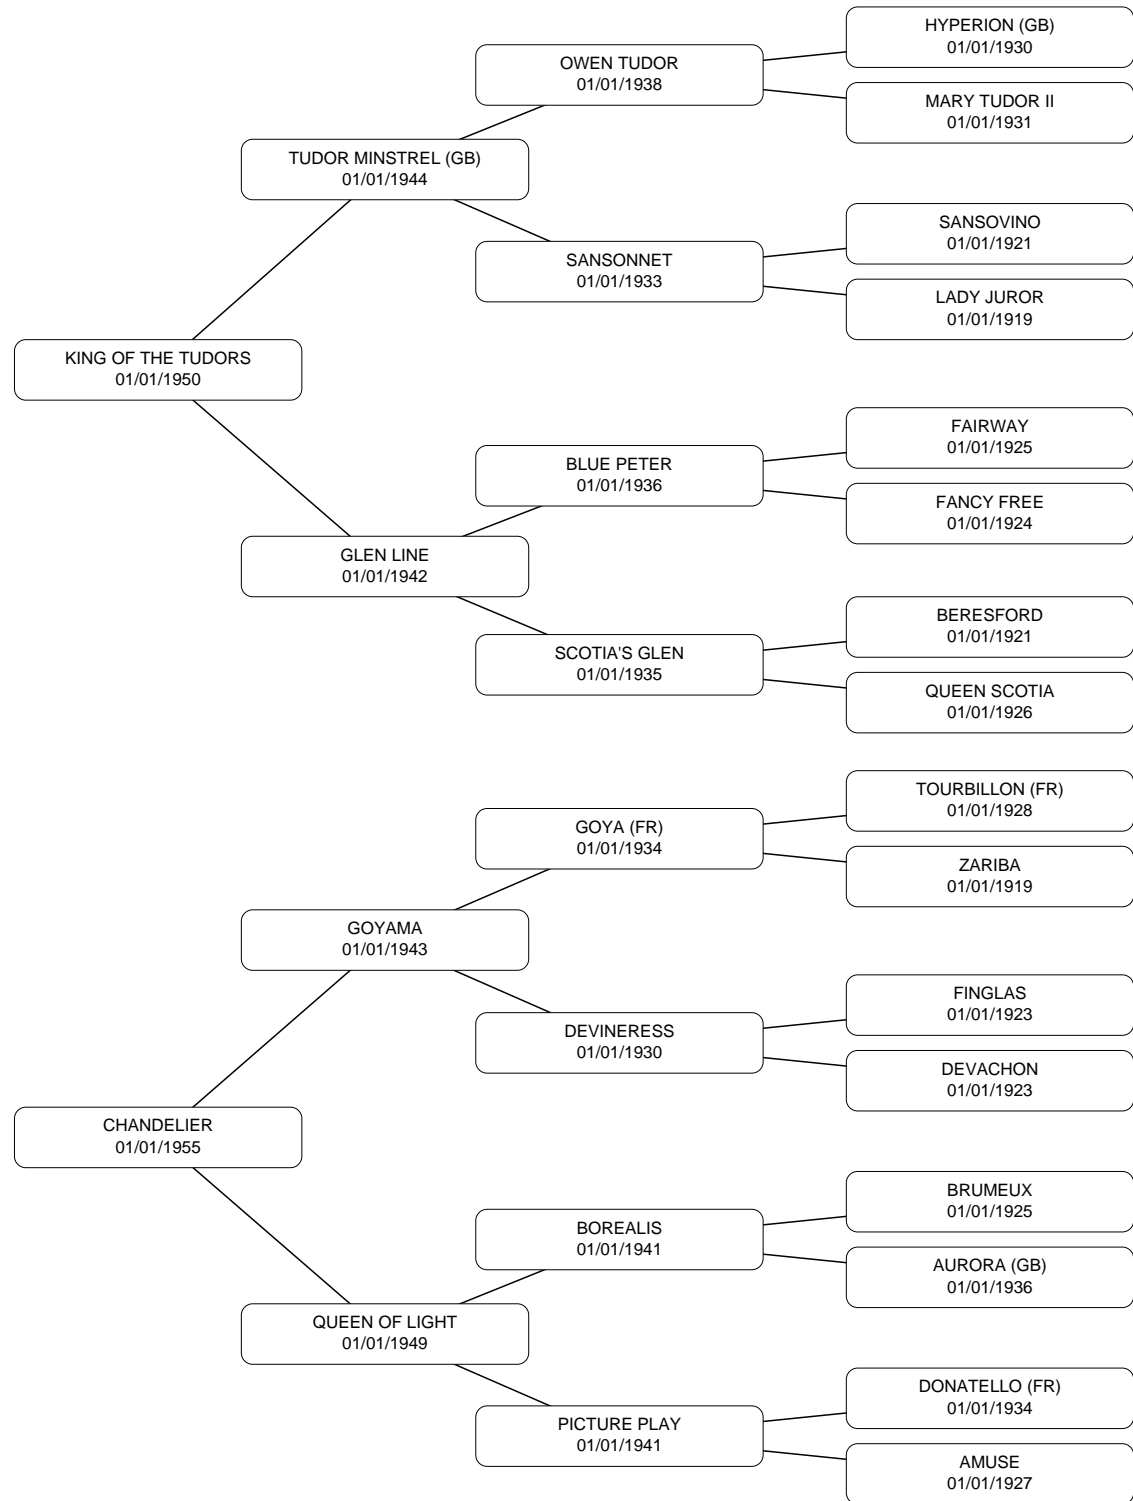 HYPERION (GB)
01/01/1930
OWEN TUDOR
01/01/1938
MARY TUDOR II
01/01/1931
TUDOR MINSTREL (GB)
01/01/1944
SANSOVINO
01/01/1921
SANSONNET
01/01/1933
LADY JUROR
01/01/1919
KING OF THE TUDORS
01/01/1950
FAIRWAY
01/01/1925
BLUE PETER
01/01/1936
FANCY FREE
01/01/1924
GLEN LINE
01/01/1942
BERESFORD
01/01/1921
SCOTIA'S GLEN
01/01/1935
QUEEN SCOTIA
01/01/1926
TOURBILLON (FR)
01/01/1928
GOYA (FR)
01/01/1934
ZARIBA
01/01/1919
GOYAMA
01/01/1943
FINGLAS
01/01/1923
DEVINERESS
01/01/1930
DEVACHON
01/01/1923
CHANDELIER
01/01/1955
BRUMEUX
01/01/1925
BOREALIS
01/01/1941
AURORA (GB)
01/01/1936
QUEEN OF LIGHT
01/01/1949
DONATELLO (FR)
01/01/1934
PICTURE PLAY
01/01/1941
AMUSE
01/01/1927